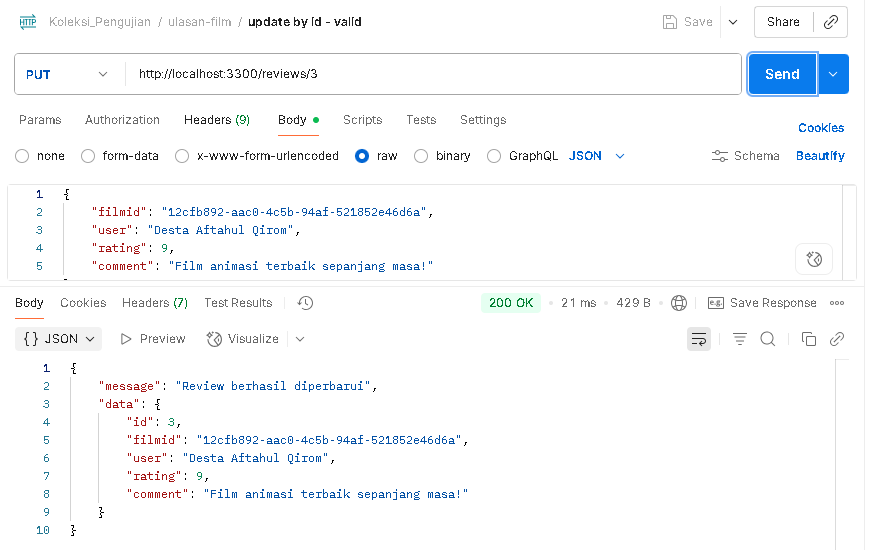 HTTP Koleksi_Pengujian / ulasan-film / update by id - valid Save Share
PUT http://localhost:3300/reviews/3 Send
Params Authorization Headers (9) Body Scripts Tests Settings Cookies
none form-data x-www-form-urlencoded raw binary GraphQL JSON Schema Beautify
1 {
2 "filmid": "12cfb892-aac0-4c5b-94af-521852e46d6a",
3 "user": "Desta Aftahul Qirom",
4 "rating": 9,
5 "comment": "Film animasi terbaik sepanjang masa!"
Body Cookies Headers (7) Test Results 200 OK • 21 ms • 429 B • e.g. Save Response
{} JSON Preview Visualize
1 {
2 "message": "Review berhasil diperbarui",
3 "data": {
4 "id": 3,
5 "filmid": "12cfb892-aac0-4c5b-94af-521852e46d6a",
6 "user": "Desta Aftahul Qirom",
7 "rating": 9,
8 "comment": "Film animasi terbaik sepanjang masa!"
9 }
10 }